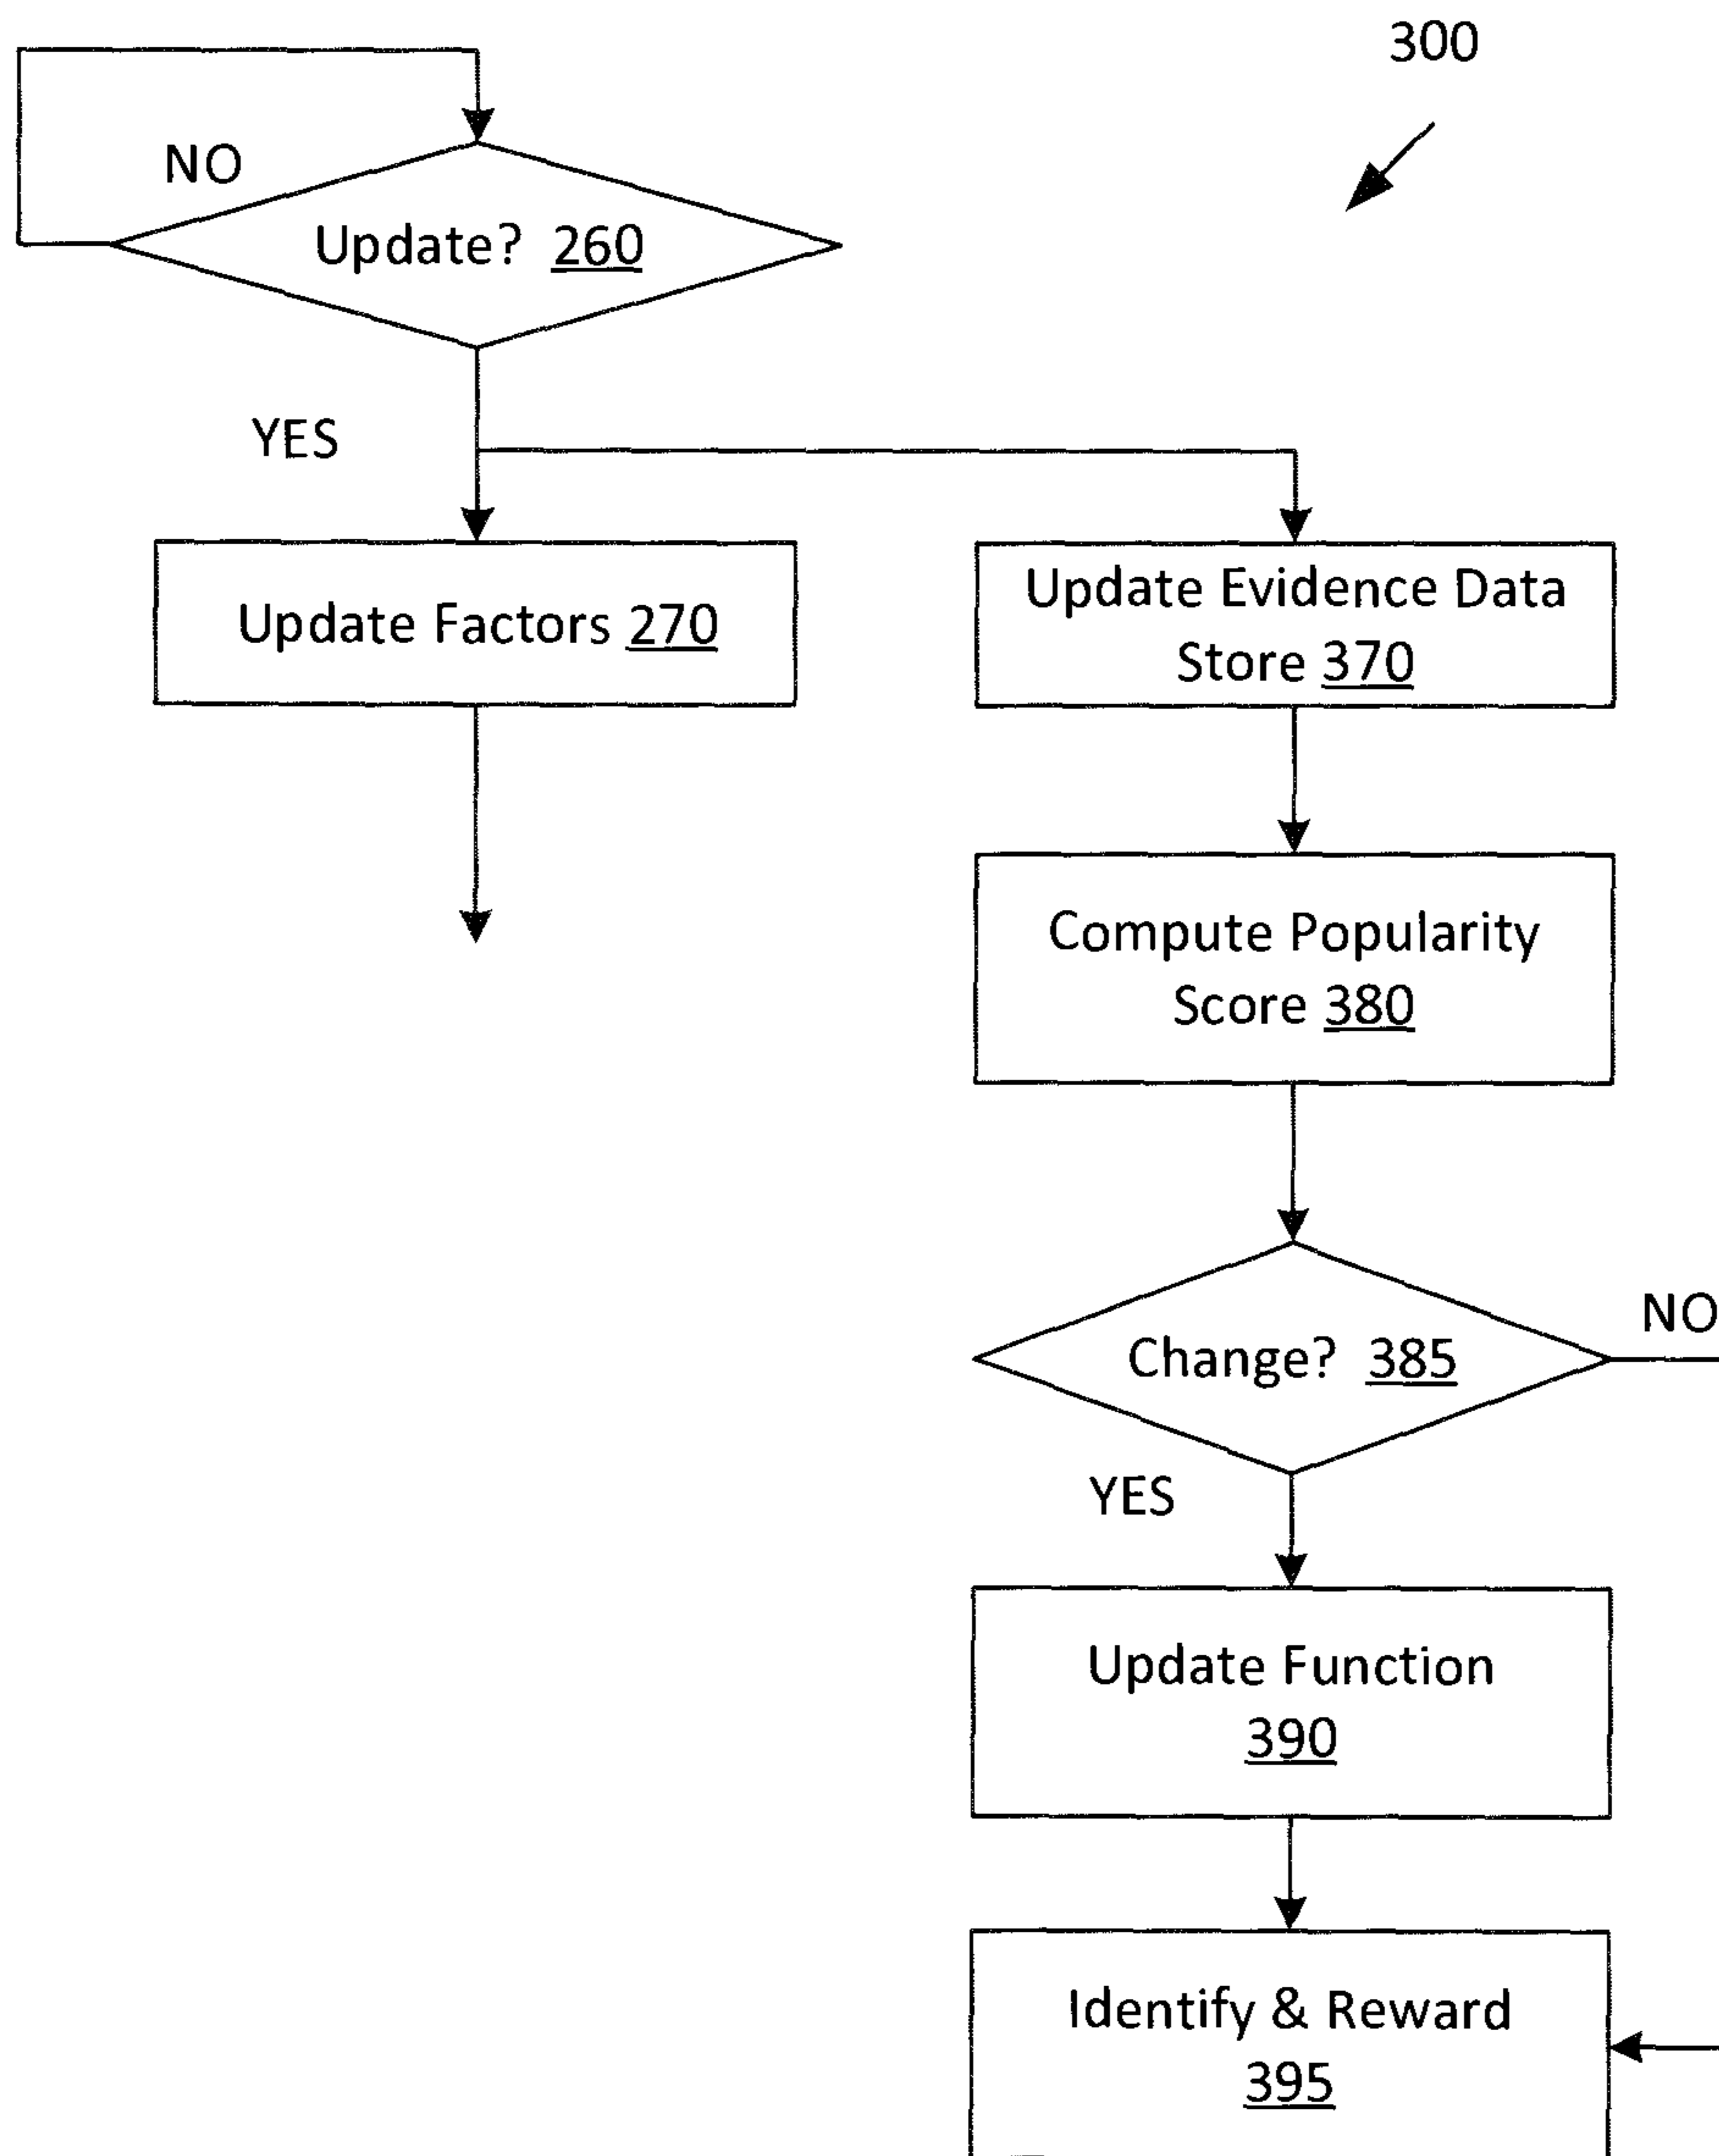 300
NO
Update? 260
YES
Update Factors 270
Update Evidence Data
Store 370
Compute Popularity
Score 380
NO
Change? 385
YES
Update Function
390
Identify & Reward
395